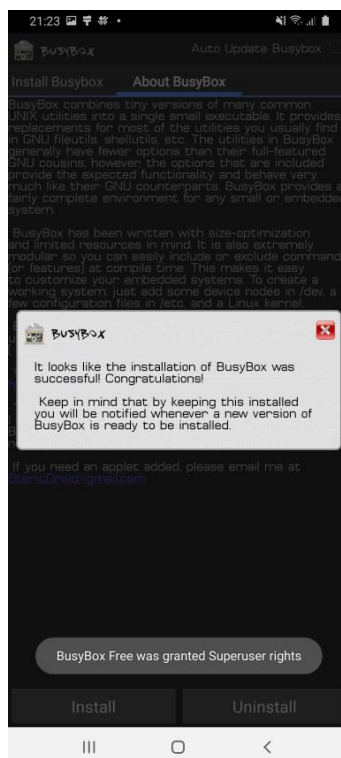 21:23
BUSYBOX
Auto Update Busybox
Install Busybox
About BusyBox
BusyBox combines tiny versions of many common
UNIX utilities into a single small executable. It provides
replacements for most of the utilities you usually find
in GNU fileutils, shellutils, etc. The utilities in BusyBox
generally have fewer options than their full-featured
GNU cousins; however, the options that are included
provide the expected functionality and behave very
much like their GNU counterparts. BusyBox provides a
fairly complete environment for any small or embedded
system.
BusyBox has been written with size-optimization
and limited resources in mind. It is also extremely
modular so you can easily include or exclude command
(or features) at compile time. This makes it easy
to customize your embedded systems. To create a
working system, just add some device nodes in /dev, a
few configuration files in /etc, and a Linux kernel.
BUSYBOX
It looks like the installation of BusyBox was
successful! Congratulations!
Keep in mind that by keeping this installed
you will be notified whenever a new version of
BusyBox is ready to be installed.
If you need an applet added, please email me at
StericDroid@gmail.com
BusyBox Free was granted Superuser rights
Install
Uninstall